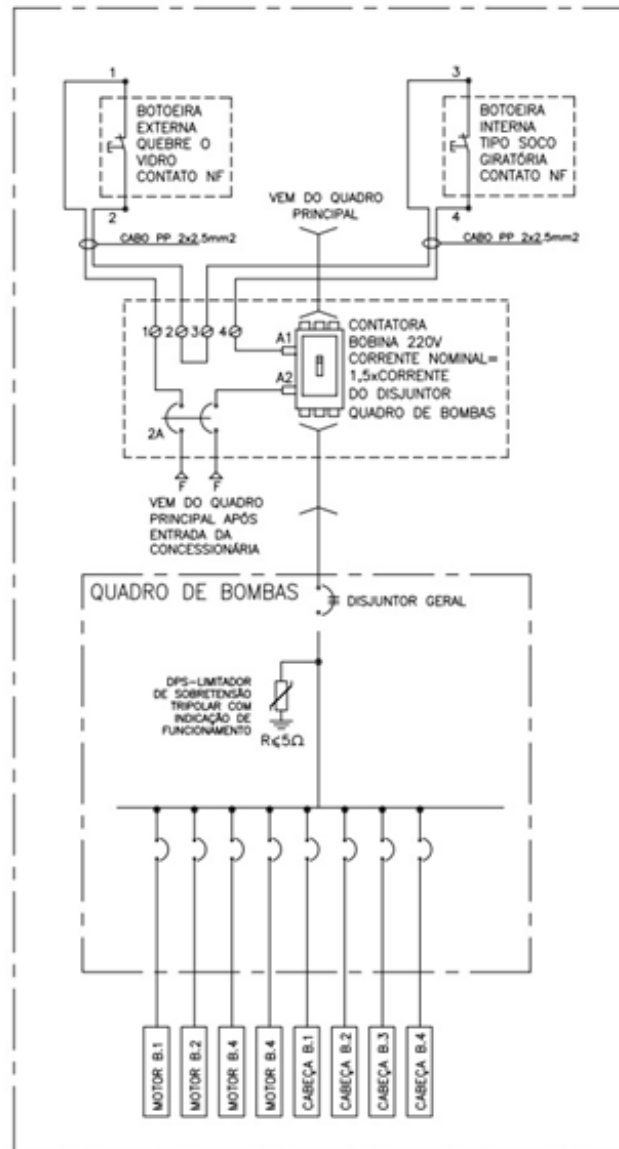 1
BOTOEIRA
EXTERNA
QUEBRE O
VIDRO
CONTATO NF
2
CABO PP 2x2,5mm2
3
BOTOEIRA
INTERNA
TIPO SOCO
GIRATÓRIA
CONTATO NF
4
CABO PP 2x2,5mm2
VEM DO QUADRO
PRINCIPAL
1 2 3 4
A1
A2
CONTATORA
BOBINA 220V
CORRENTE NOMINAL=
1,5xCORRENTE
DO DISJUNTOR
QUADRO DE BOMBAS
2A
F F
VEM DO QUADRO
PRINCIPAL APÓS
ENTRADA DA
CONCESSIONÁRIA
QUADRO DE BOMBAS
DISJUNTOR GERAL
DPS-LIMITADOR
DE SOBRETENSÃO
TRIPOLAR COM
INDICAÇÃO DE
FUNCIONAMENTO
R⩽5Ω
MOTOR B.1
MOTOR B.2
MOTOR B.4
MOTOR B.4
CABEÇA B.1
CABEÇA B.2
CABEÇA B.3
CABEÇA B.4